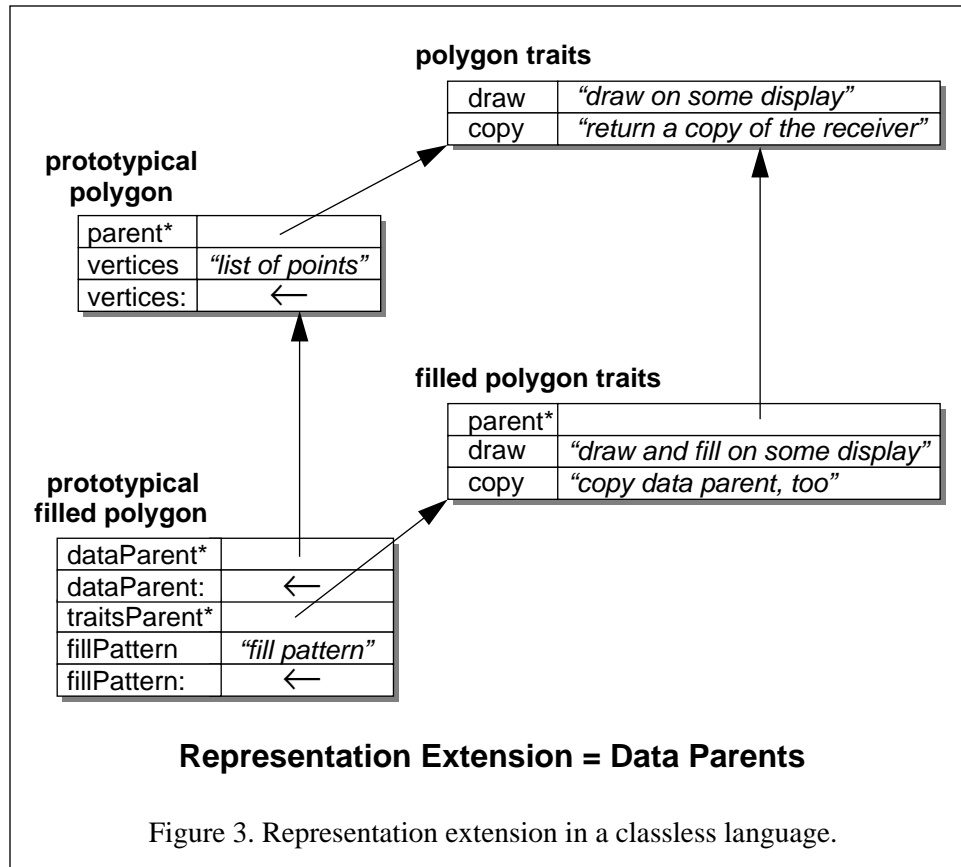 polygon traits
draw “draw on some display”
copy “return a copy of the receiver”
prototypical
polygon
parent*
vertices “list of points”
vertices: ←
filled polygon traits
parent*
draw “draw and fill on some display”
copy “copy data parent, too”
prototypical
filled polygon
dataParent*
dataParent: ←
traitsParent*
fillPattern “fill pattern”
fillPattern: ←
Representation Extension = Data Parents
Figure 3. Representation extension in a classless language.